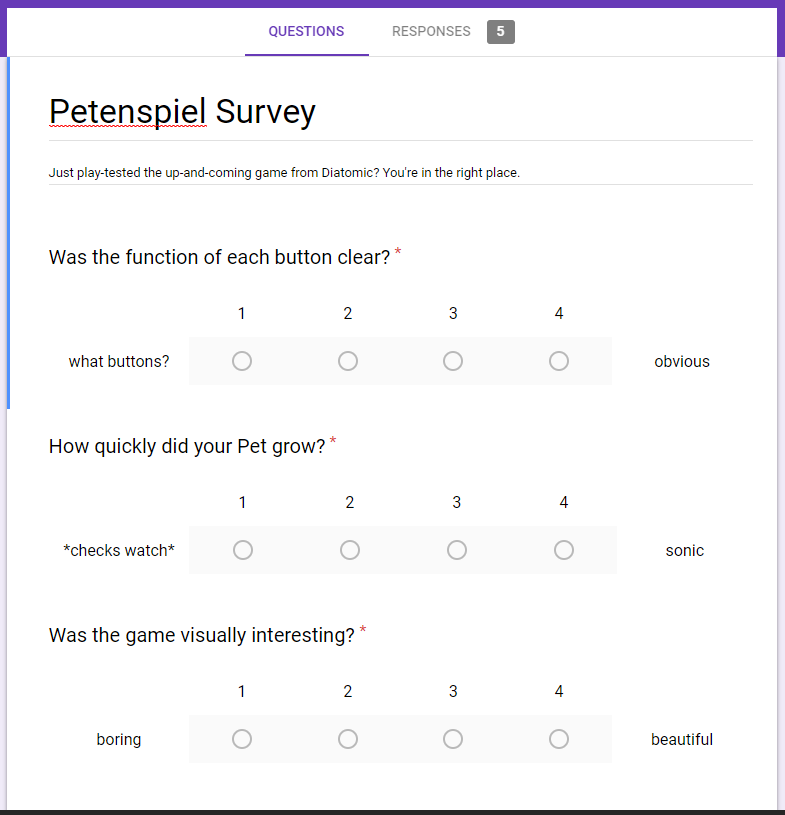 QUESTIONS RESPONSES 5
Petenspiel Survey
Just play-tested the up-and-coming game from Diatomic? You're in the right place.
Was the function of each button clear? *
1 2 3 4
what buttons? obvious
How quickly did your Pet grow? *
1 2 3 4
*checks watch* sonic
Was the game visually interesting? *
1 2 3 4
boring beautiful